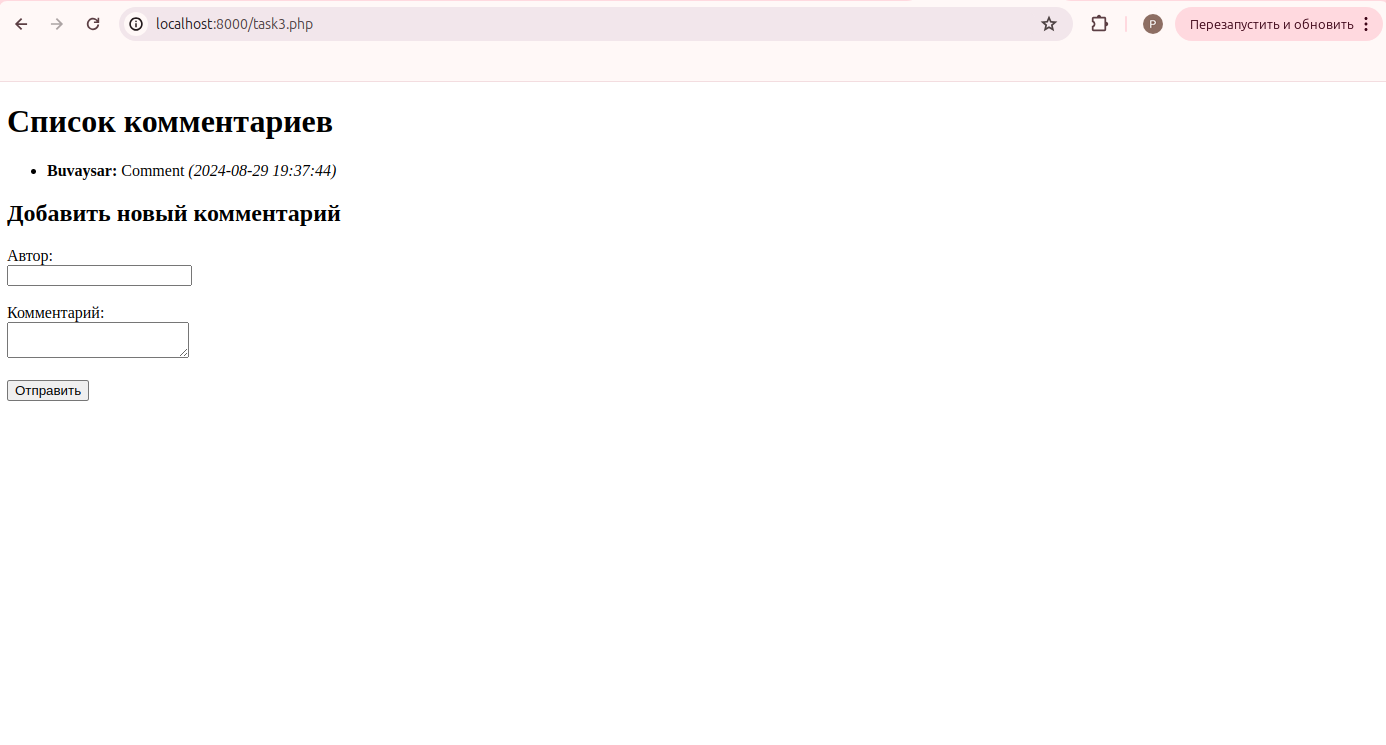 localhost:8000/task3.php
P
Перезапустить и обновить
Список комментариев
Buvaysar: Comment (2024-08-29 19:37:44)
Добавить новый комментарий
Автор:
Комментарий:
Отправить